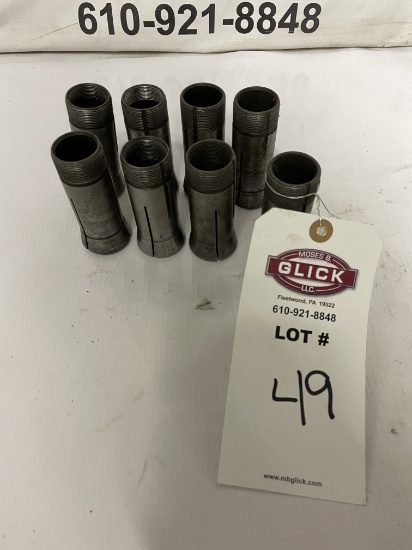 610-921-8848
MOSES B.
GLICK
LLC.
Fleetwood, PA 19522
610-921-8848
LOT #
49
www.mbglick.com